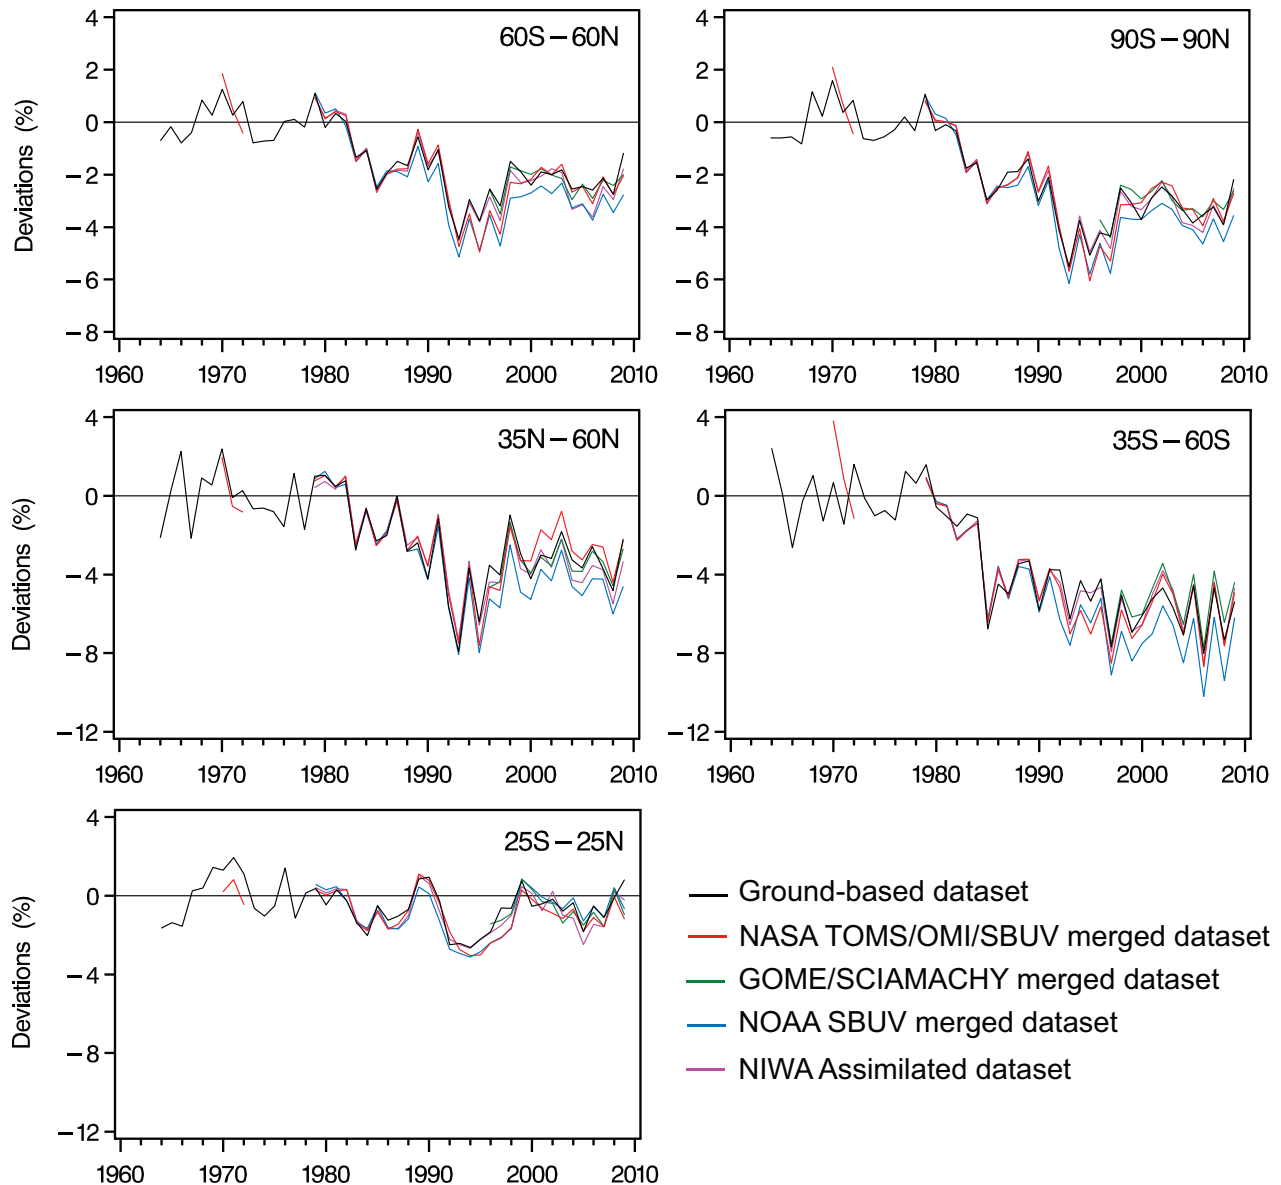 60S – 60N
Deviations (%)
4
2
0
–2
–4
–6
–8
1960 1970 1980 1990 2000 2010
90S – 90N
4
2
0
–2
–4
–6
–8
1960 1970 1980 1990 2000 2010
35N – 60N
Deviations (%)
4
0
–4
–8
–12
1960 1970 1980 1990 2000 2010
35S – 60S
4
0
–4
–8
–12
1960 1970 1980 1990 2000 2010
25S – 25N
Deviations (%)
4
0
–4
–8
–12
1960 1970 1980 1990 2000 2010
Ground-based dataset
NASA TOMS/OMI/SBUV merged dataset
GOME/SCIAMACHY merged dataset
NOAA SBUV merged dataset
NIWA Assimilated dataset